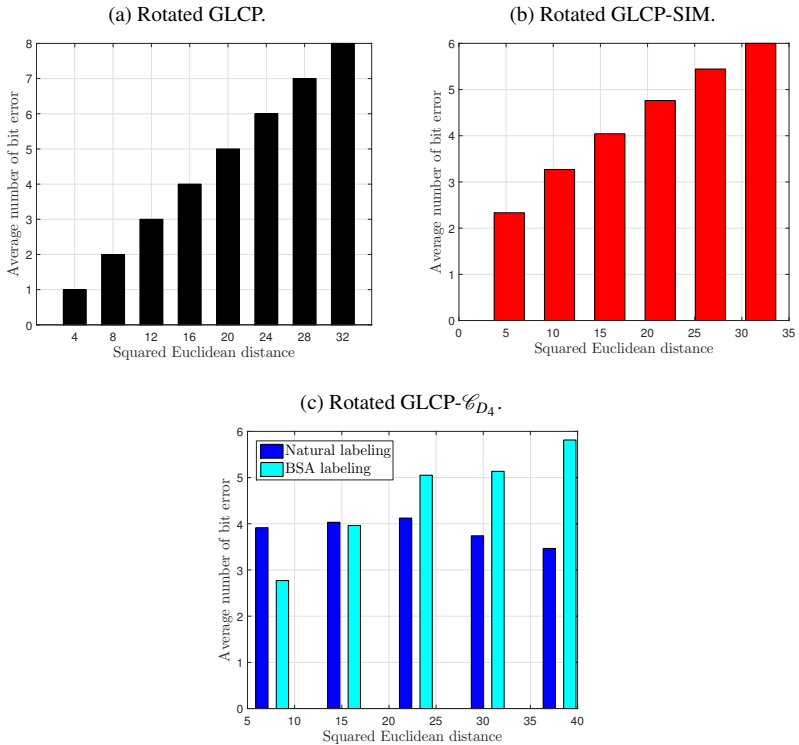 (a) Rotated GLCP.
8
7
6
5
4
3
2
1
0
Average number of bit error
4 8 12 16 20 24 28 32
Squared Euclidean distance
(b) Rotated GLCP-SIM.
6
5
4
3
2
1
0
Average number of bit error
0 5 10 15 20 25 30 35
Squared Euclidean distance
(c) Rotated GLCP-𝒞_{D_4}.
Natural labeling
BSA labeling
6
5
4
3
2
1
0
Average number of bit error
5 10 15 20 25 30 35 40
Squared Euclidean distance